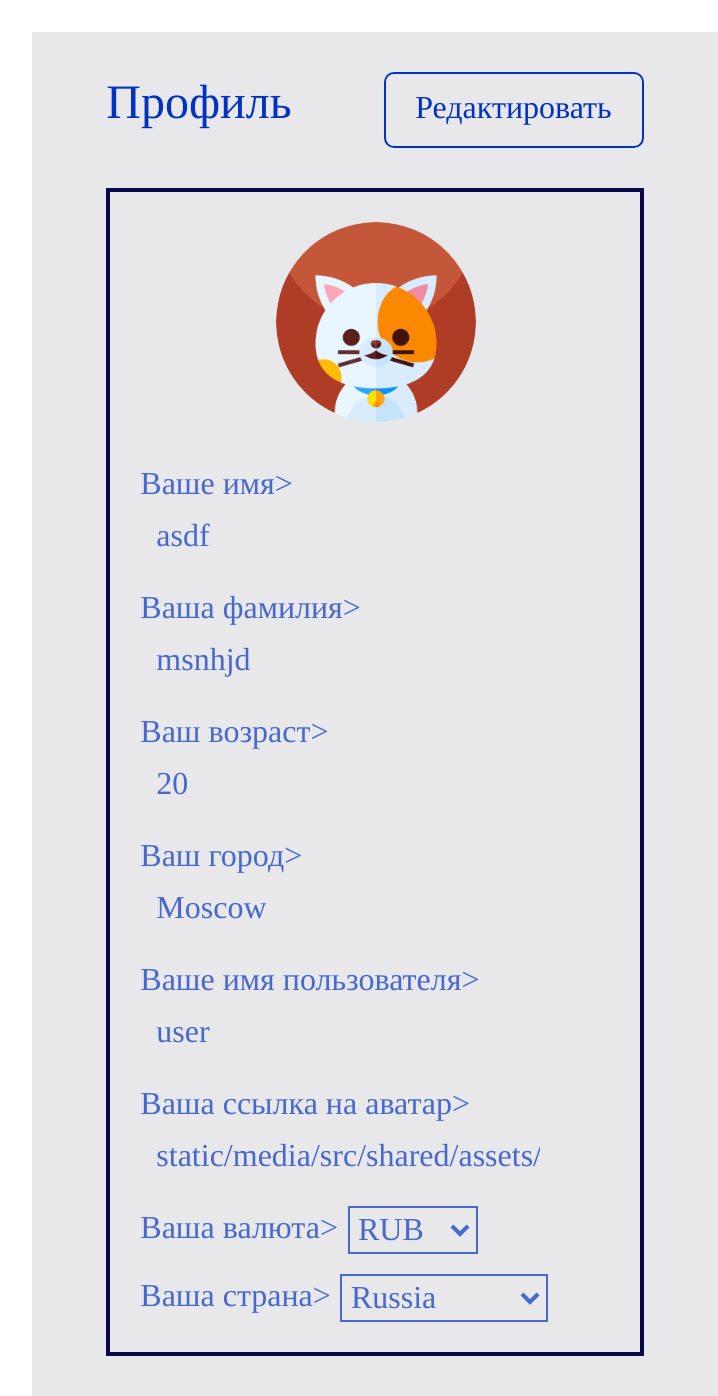 Профиль
Редактировать
Ваше имя>
asdf
Ваша фамилия>
msnhjd
Ваш возраст>
20
Ваш город>
Moscow
Ваше имя пользователя>
user
Ваша ссылка на аватар>
static/media/src/shared/assets/
Ваша валюта> RUB
Ваша страна> Russia